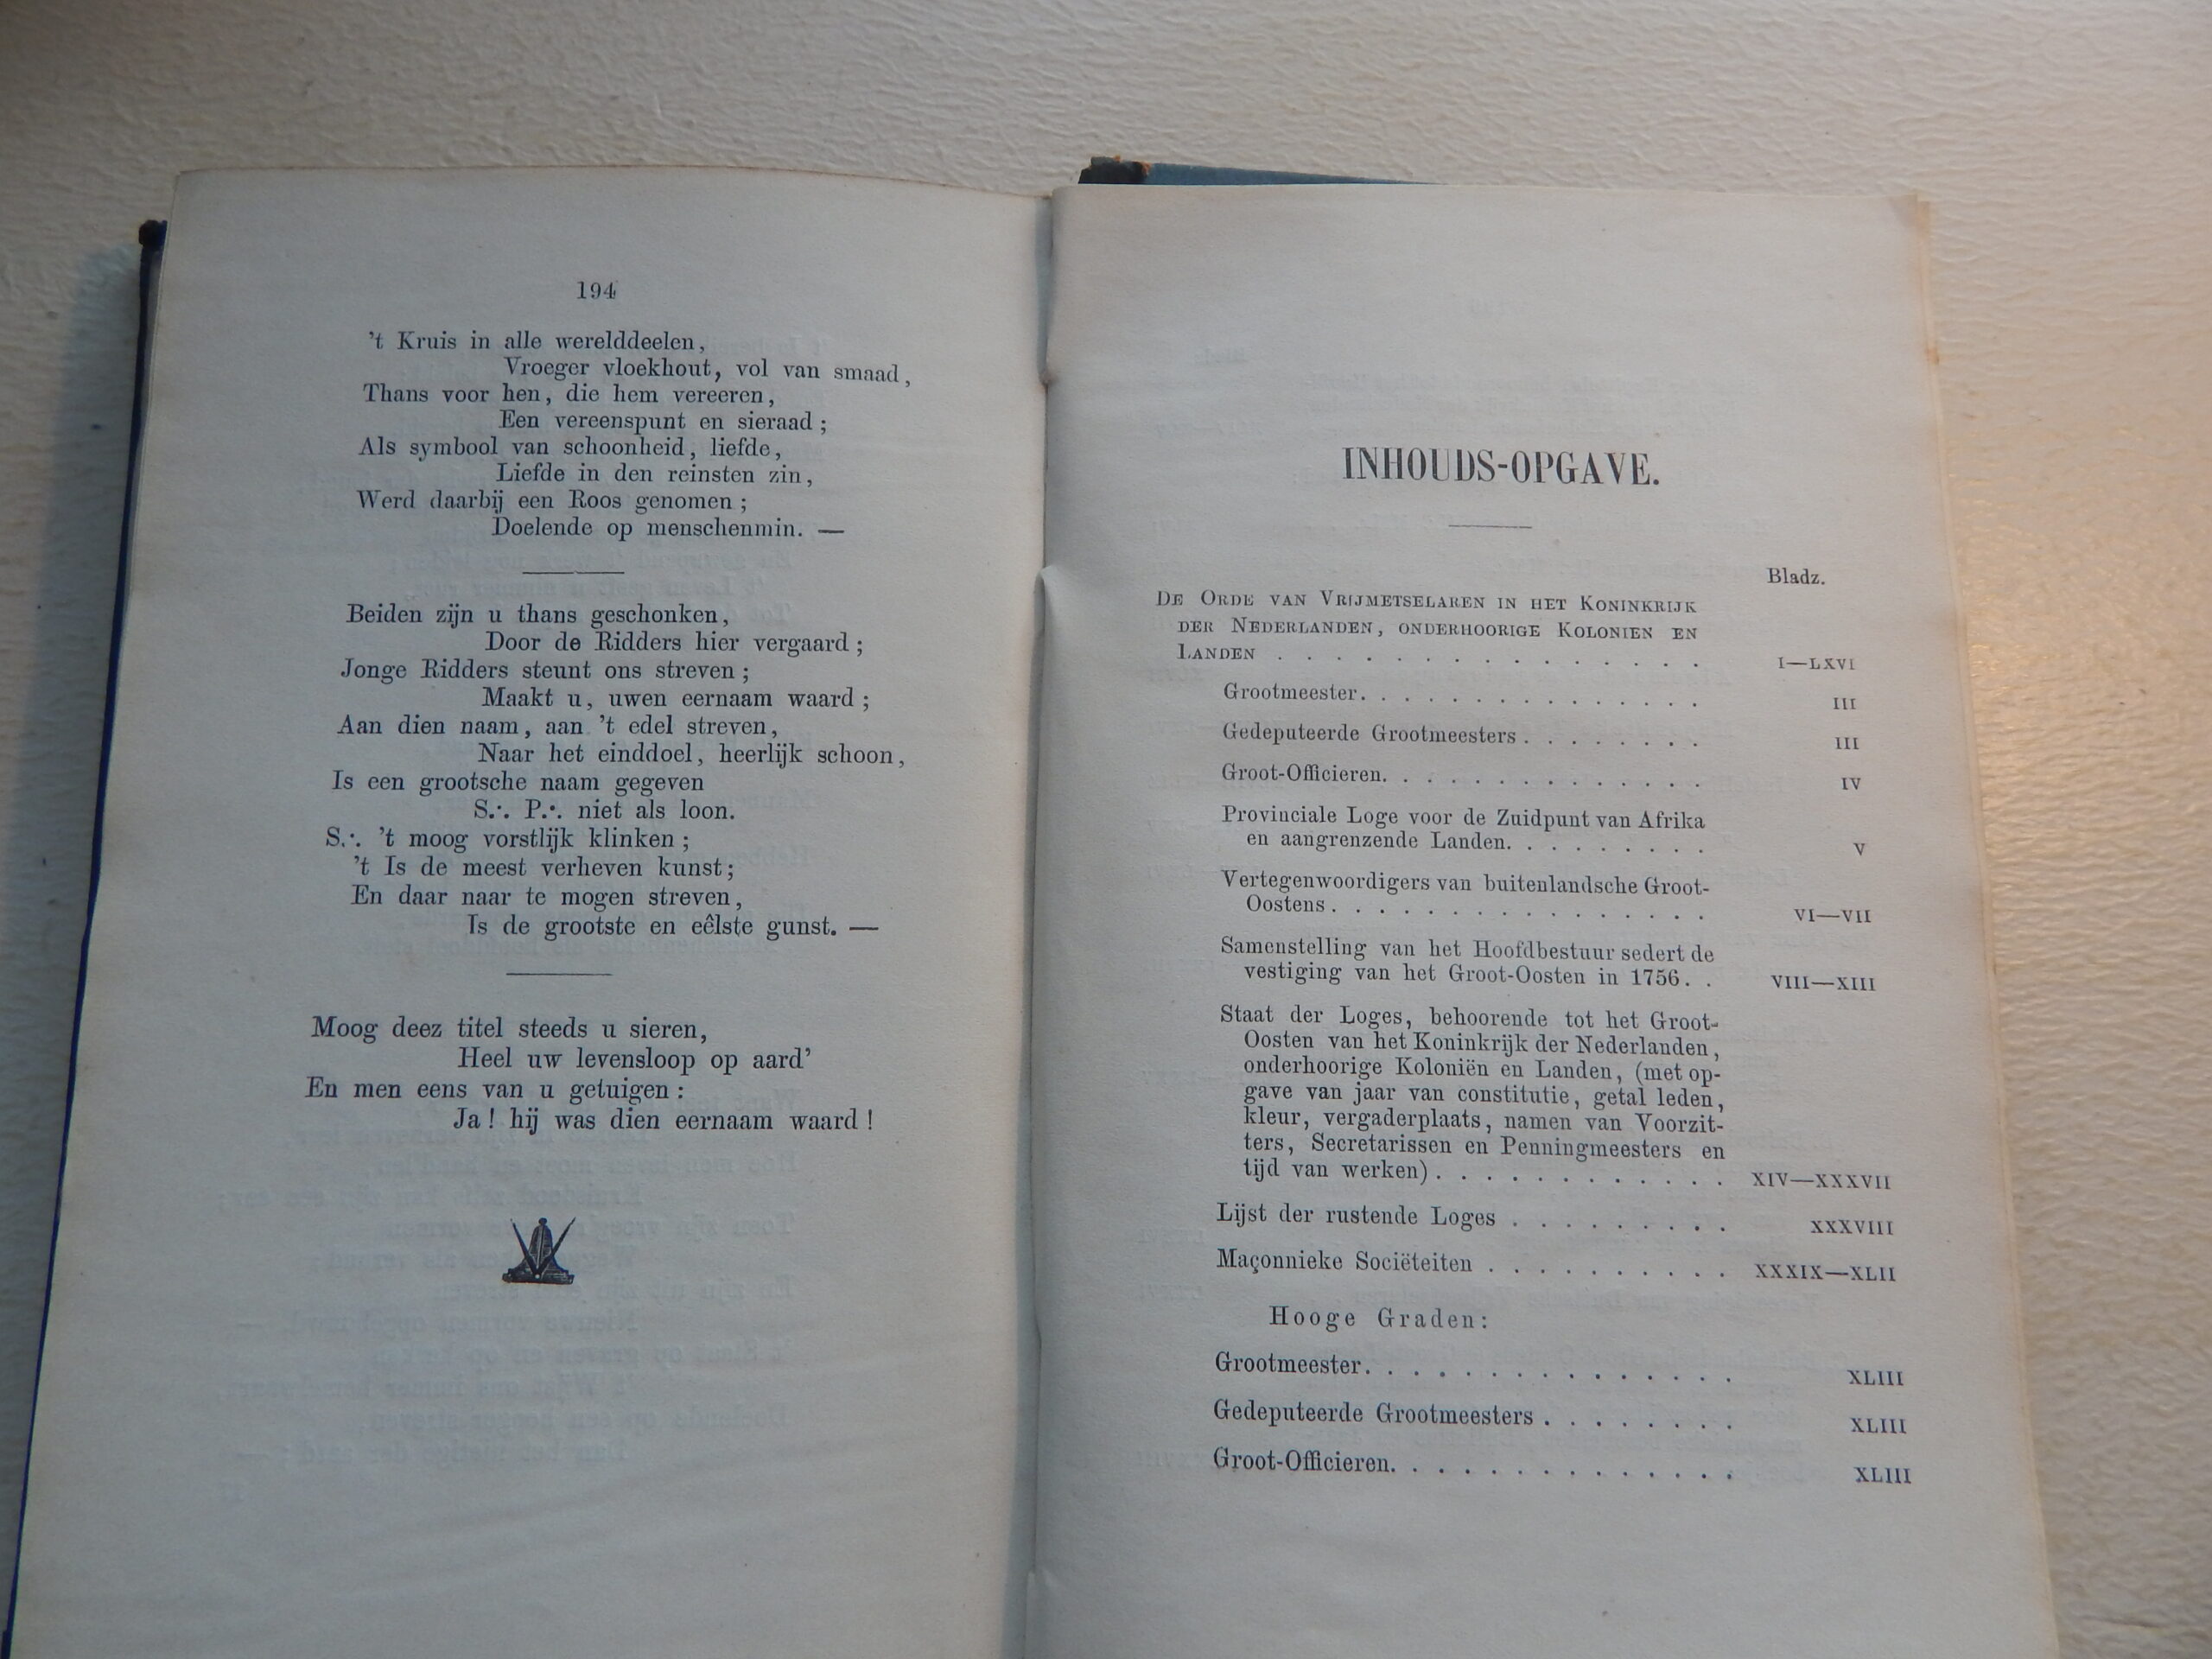 194
't Kruis in alle werelddeelen,
Vroeger vloekhout, vol van smaad,
Thans voor hen, die hem vereeren,
Een vereenspunt en sieraad;
Als symbool van schoonheid, liefde,
Liefde in den reinsten zin,
Werd daarbij een Roos genomen;
Doelende op menschenmin. —
Beiden zijn u thans geschonken,
Door de Ridders hier vergaard;
Jonge Ridders steunt ons streven;
Maakt u, uwen eernaam waard;
Aan dien naam, aan 't edel streven,
Naar het einddoel, heerlijk schoon,
Is een grootsche naam gegeven
S∴ P∴ niet als loon.
S∴ 't moog vorstlijk klinken;
't Is de meest verheven kunst;
En daar naar te mogen streven,
Is de grootste en eêlste gunst. —
Moog deez titel steeds u sieren,
Heel uw levensloop op aard'
En men eens van u getuigen:
Ja! hij was dien eernaam waard!
INHOUDS-OPGAVE.
Bladz.
DE ORDE VAN VRIJMETSELAREN IN HET KONINKRIJK
DER NEDERLANDEN, ONDERHOORIGE KOLONIEN EN
LANDEN . . . . . . . . . . . . . . . I—LXVI
Grootmeester. . . . . . . . . . . . . . . III
Gedeputeerde Grootmeesters . . . . . . . . III
Groot-Officieren. . . . . . . . . . . . . . IV
Provinciale Loge voor de Zuidpunt van Afrika
en aangrenzende Landen. . . . . . . . . V
Vertegenwoordigers van buitenlandsche Groot-
Oostens . . . . . . . . . . . . . . . . VI—VII
Samenstelling van het Hoofdbestuur sedert de
vestiging van het Groot-Oosten in 1756. . VIII—XIII
Staat der Loges, behoorende tot het Groot-
Oosten van het Koninkrijk der Nederlanden,
onderhoorige Koloniën en Landen, (met op-
gave van jaar van constitutie, getal leden,
kleur, vergaderplaats, namen van Voorzit-
ters, Secretarissen en Penningmeesters en
tijd van werken) . . . . . . . . . . . . . XIV—XXXVII
Lijst der rustende Loges . . . . . . . . . XXXVIII
Maçonnieke Sociëteiten . . . . . . . . . . XXXIX—XLII
Hooge Graden:
Grootmeester. . . . . . . . . . . . . . . XLIII
Gedeputeerde Grootmeesters . . . . . . . . XLIII
Groot-Officieren. . . . . . . . . . . . . . XLIII